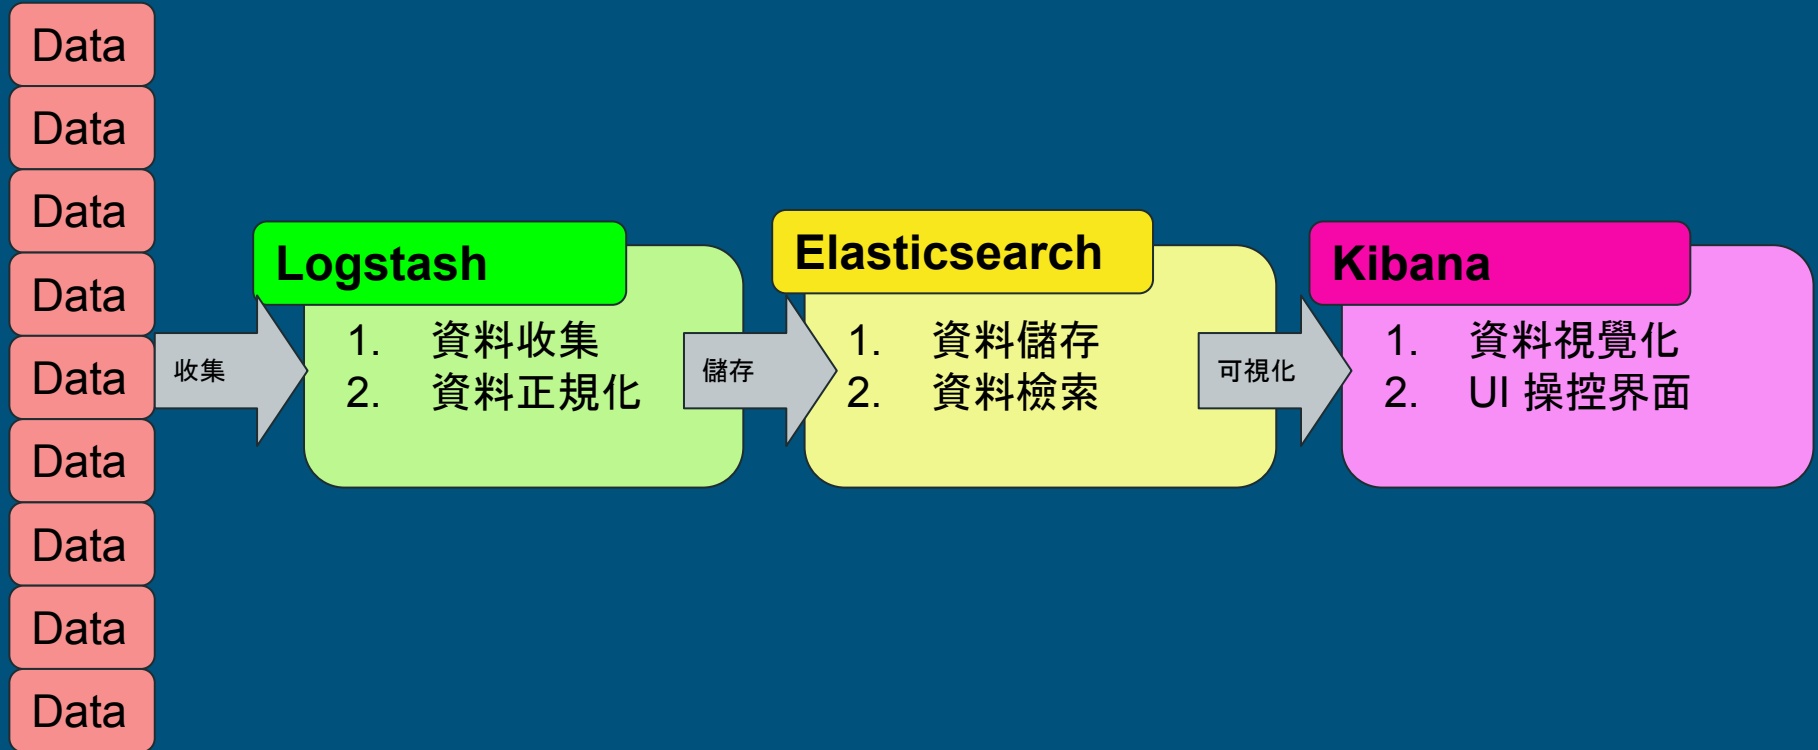 Data
Data
Data
Data
Data
Data
Data
Data
Data
收集
Logstash
1. 資料收集
2. 資料正規化
儲存
Elasticsearch
1. 資料儲存
2. 資料檢索
可視化
Kibana
1. 資料視覺化
2. UI 操控界面